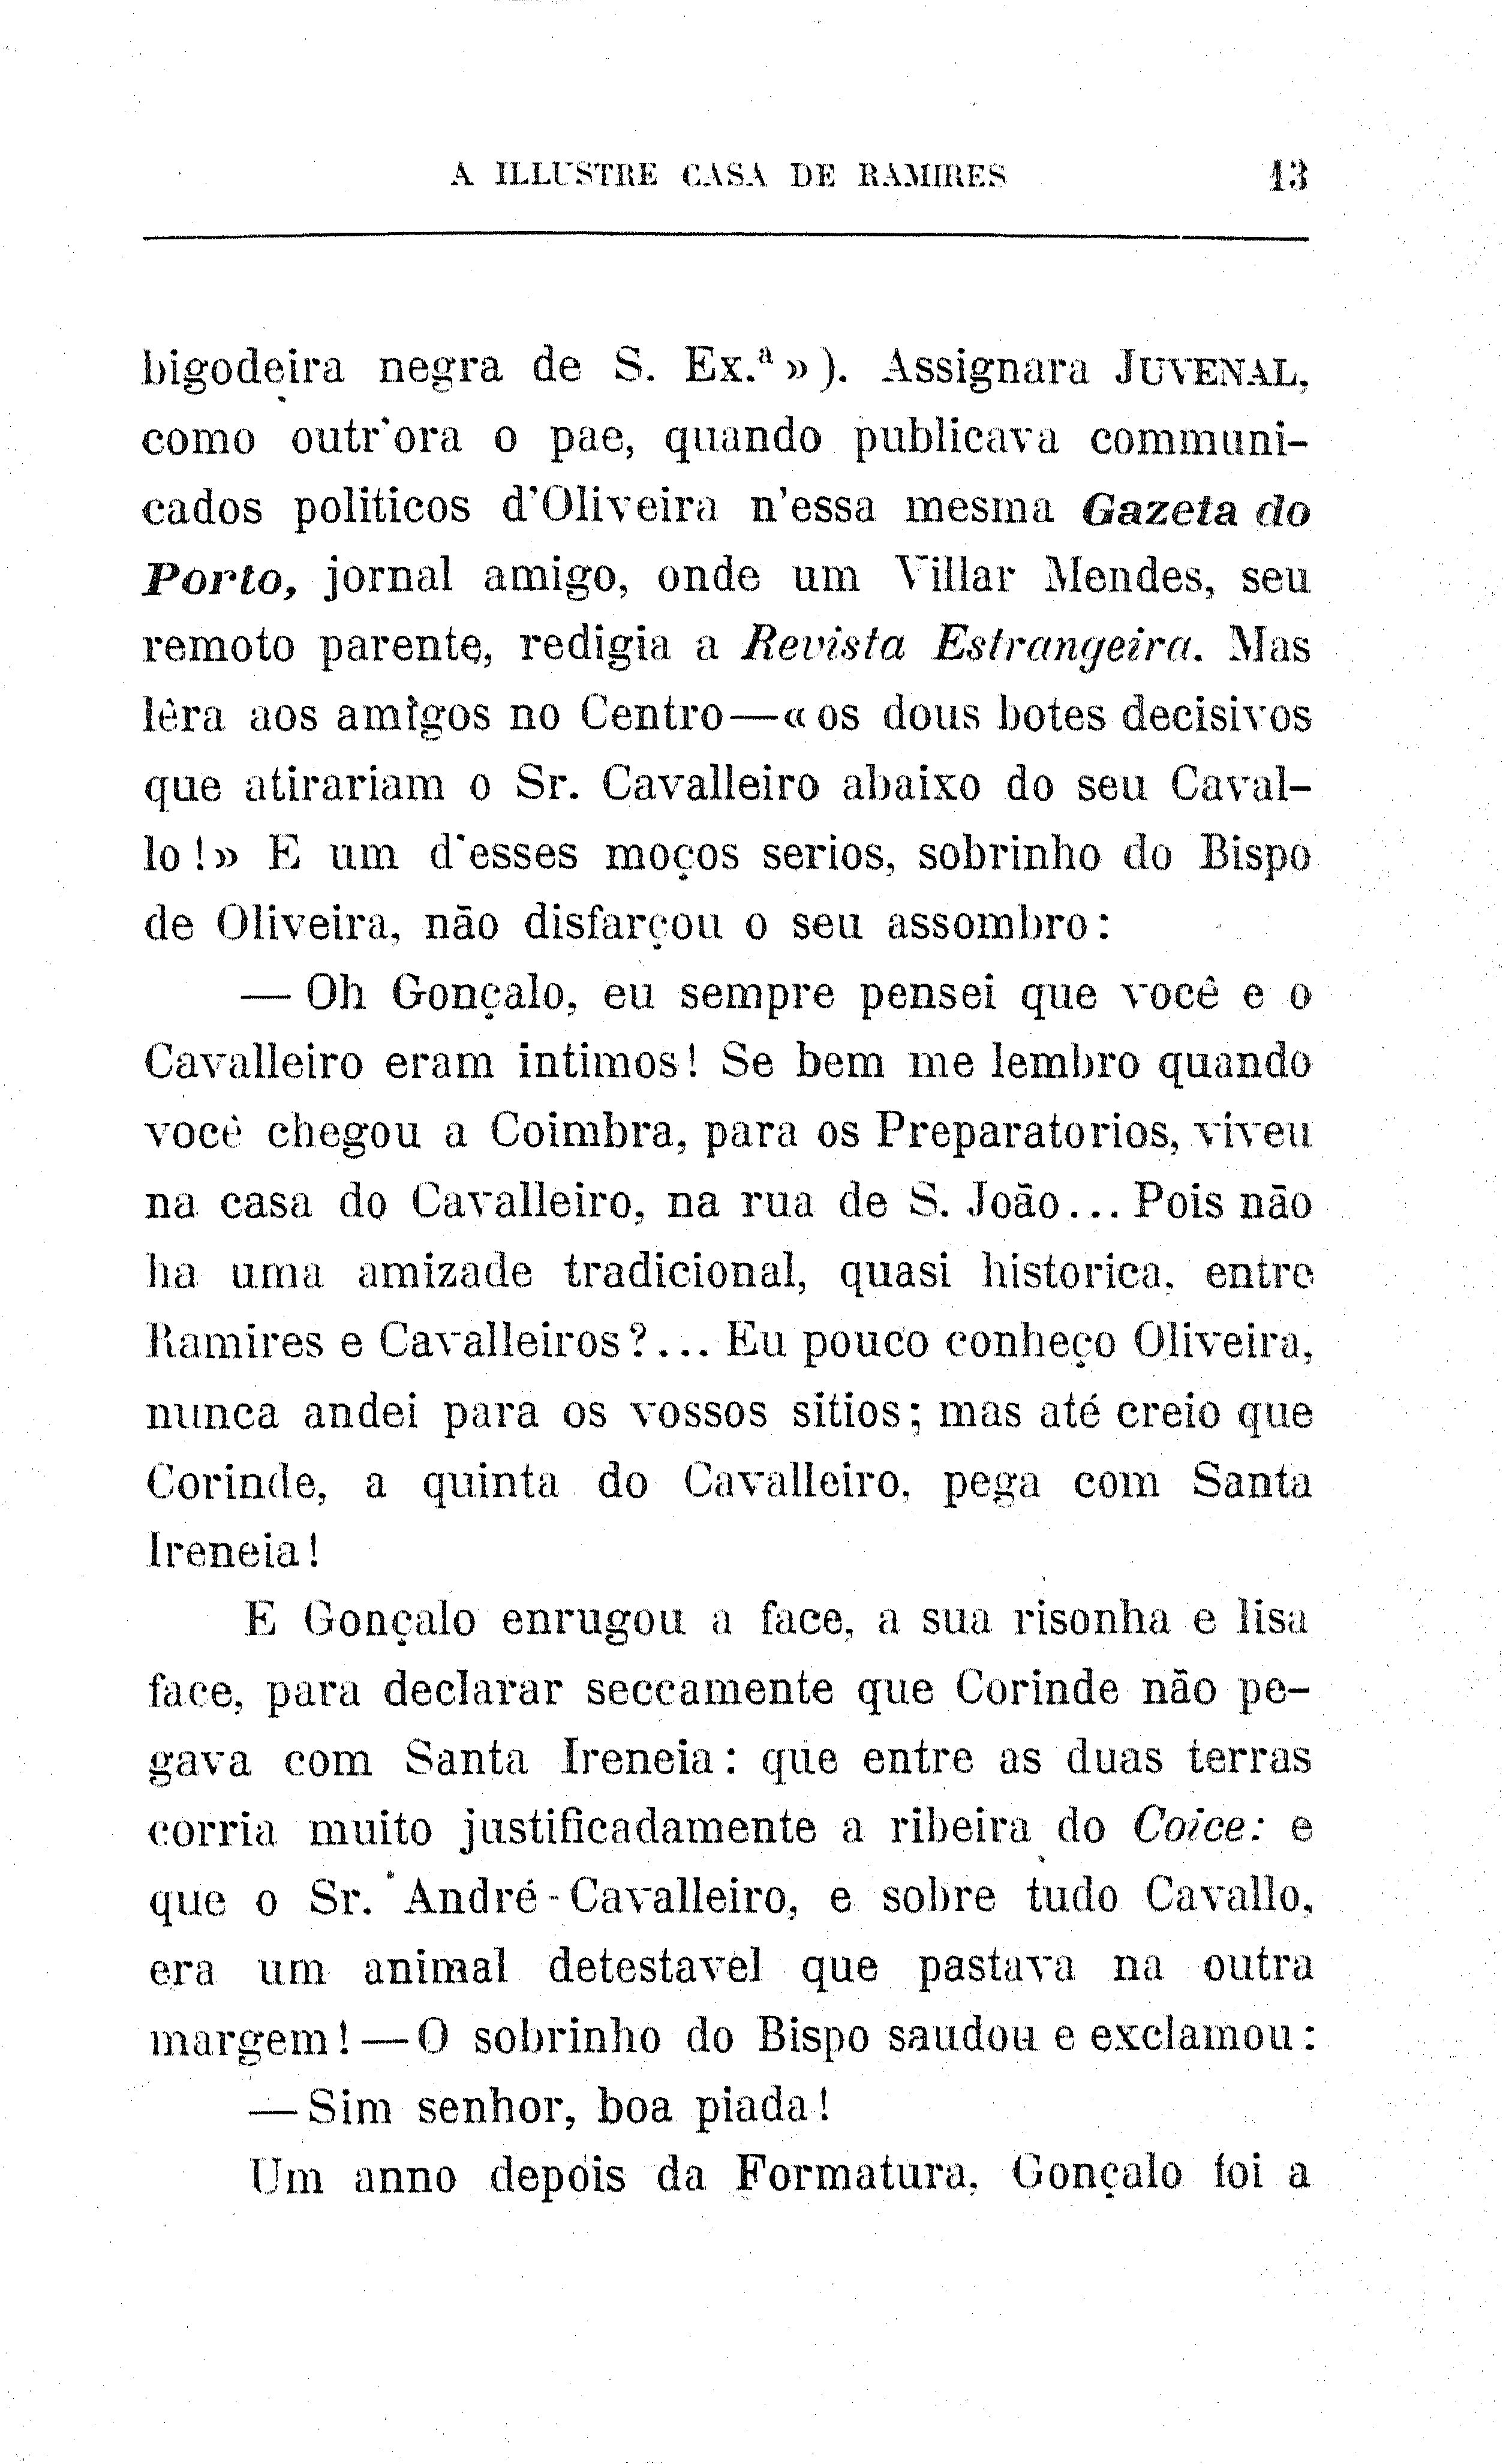 A ILLUSTRE CASA DE RAMIRES 13
bigodeira negra de S. Ex.ª»). Assignara JUVENAL,
como outr'ora o pae, quando publicava communi-
cados politicos d'Oliveira n'essa mesma Gazeta do
Porto, jornal amigo, onde um Villar Mendes, seu
remoto parente, redigia a Revista Estrangeira. Mas
lêra aos amigos no Centro—«os dous botes decisivos
que atirariam o Sr. Cavalleiro abaixo do seu Caval-
lo!» E um d'esses moços serios, sobrinho do Bispo
de Oliveira, não disfarçou o seu assombro:
— Oh Gonçalo, eu sempre pensei que você e o
Cavalleiro eram intimos! Se bem me lembro quando
você chegou a Coimbra, para os Preparatorios, viveu
na casa do Cavalleiro, na rua de S. João... Pois não
ha uma amizade tradicional, quasi historica, entre
Ramires e Cavalleiros?... Eu pouco conheço Oliveira,
nunca andei para os vossos sitios; mas até creio que
Corinde, a quinta do Cavalleiro, pega com Santa
Ireneia!
E Gonçalo enrugou a face, a sua risonha e lisa
face, para declarar seccamente que Corinde não pe-
gava com Santa Ireneia: que entre as duas terras
corria muito justificadamente a ribeira do Coice: e
que o Sr. André-Cavalleiro, e sobre tudo Cavallo,
era um animal detestavel que pastava na outra
margem!—O sobrinho do Bispo saudou e exclamou:
—Sim senhor, boa piada!
Um anno depois da Formatura, Gonçalo foi a